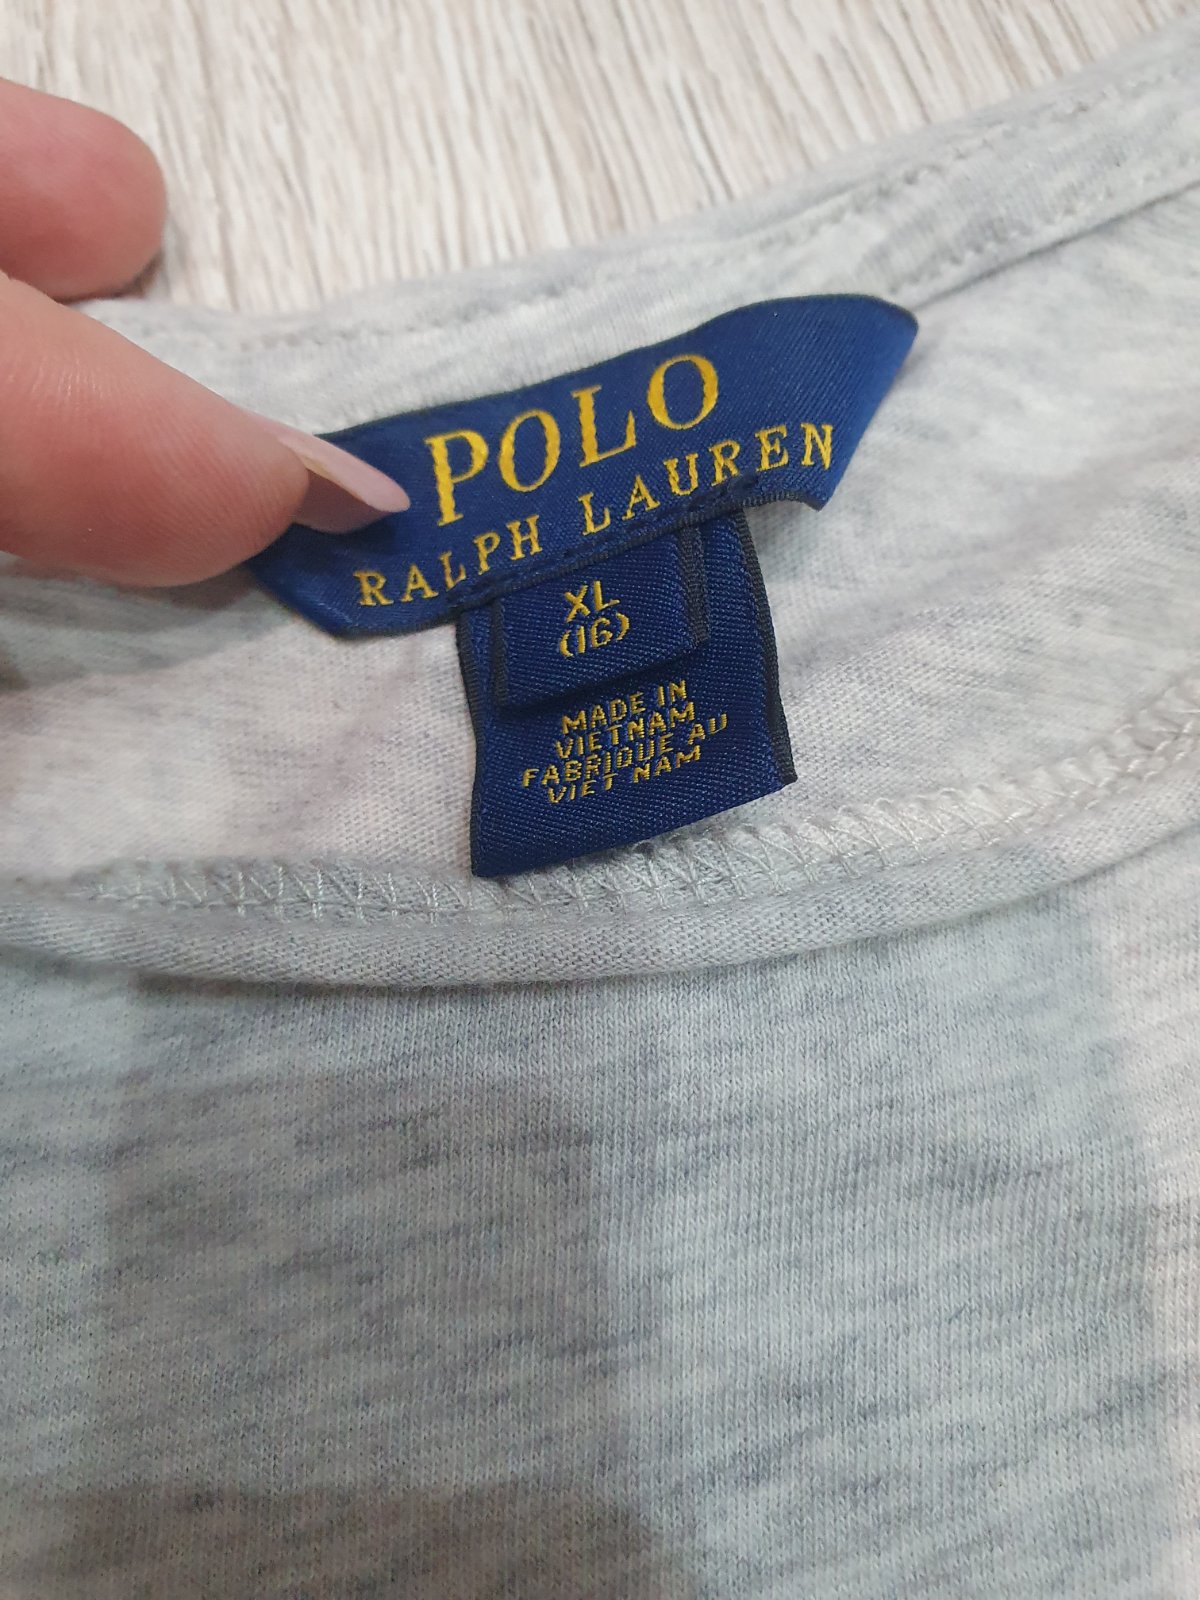 POLO
RALPH LAUREN
XL
(16)
MADE IN
VIETNAM
FABRIQUE AU
VIET NAM